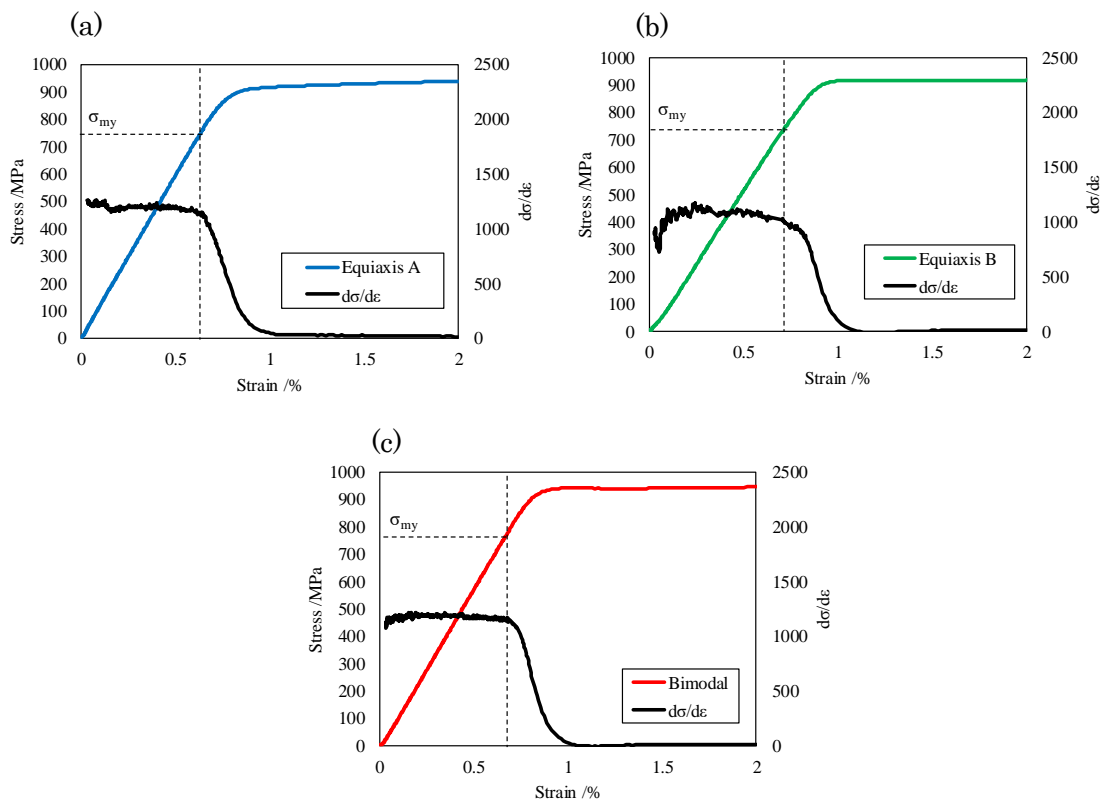 (a)
1000
900
800
700
600
500
400
300
200
100
0
Stress /MPa
σmy
2500
2000
1500
1000
500
0
dσ/dε
Equiaxis A
dσ/dε
0 0.5 1 1.5 2
Strain /%
(b)
1000
900
800
700
600
500
400
300
200
100
0
Stress /MPa
σmy
2500
2000
1500
1000
500
0
dσ/dε
Equiaxis B
dσ/dε
0 0.5 1 1.5 2
Strain /%
(c)
1000
900
800
700
600
500
400
300
200
100
0
Stress /MPa
σmy
2500
2000
1500
1000
500
0
dσ/dε
Bimodal
dσ/dε
0 0.5 1 1.5 2
Strain /%